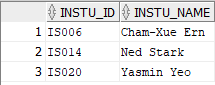 INSTU_ID INSTU_NAME
1 IS006 Cham-Xue Ern
2 IS014 Ned Stark
3 IS020 Yasmin Yeo